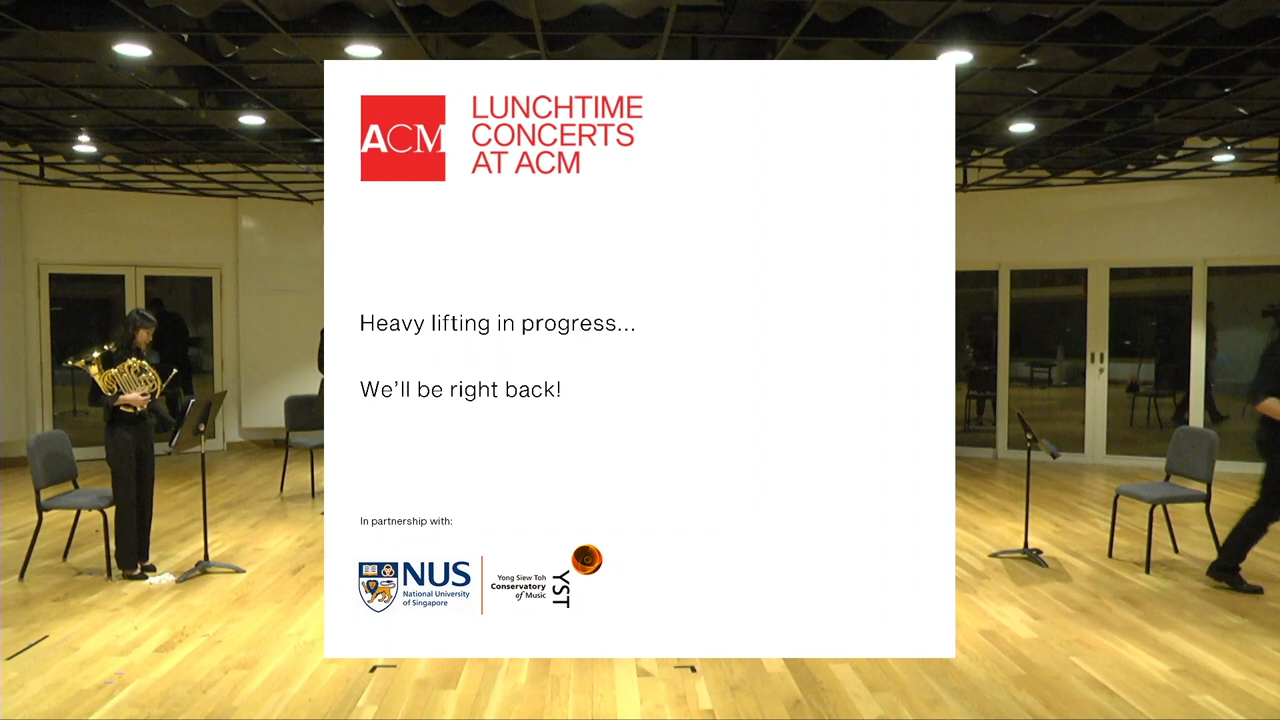 ACM
LUNCHTIME
CONCERTS
AT ACM
Heavy lifting in progress...
We'll be right back!
In partnership with:
NUS
National University
of Singapore
Yong Siew Toh
Conservatory
of Music
YST